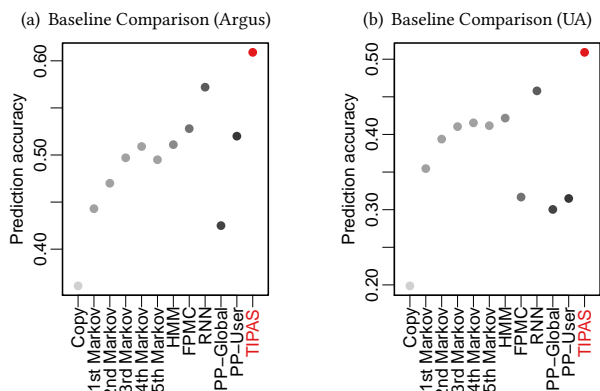 (a) Baseline Comparison (Argus)
Prediction accuracy
0.60
0.50
0.40
Copy
1st Markov
2nd Markov
3rd Markov
4th Markov
5th Markov
HMM
FPMC
RNN
PP-Global
PP-User
TIPAS
(b) Baseline Comparison (UA)
Prediction accuracy
0.50
0.40
0.30
0.20
Copy
1st Markov
2nd Markov
3rd Markov
4th Markov
5th Markov
HMM
FPMC
RNN
PP-Global
PP-User
TIPAS